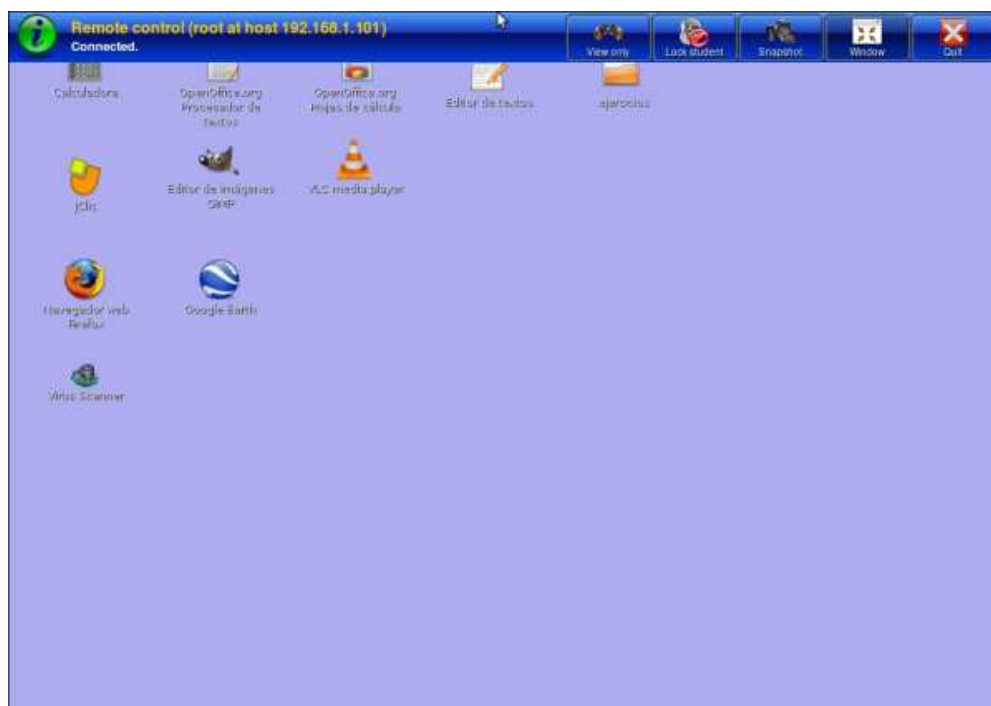 Remote control (root at host 192.168.1.101)
Connected.
View only
Lock student
Snapshot
Window
Quit
Calculadora
OpenOffice.org
Procesador de
textos
OpenOffice.org
Hojas de cálculo
Editor de textos
ejercicios
jClic
Editor de imágenes
GIMP
VLC media player
Navegador web
Firefox
Google Earth
Virus Scanner